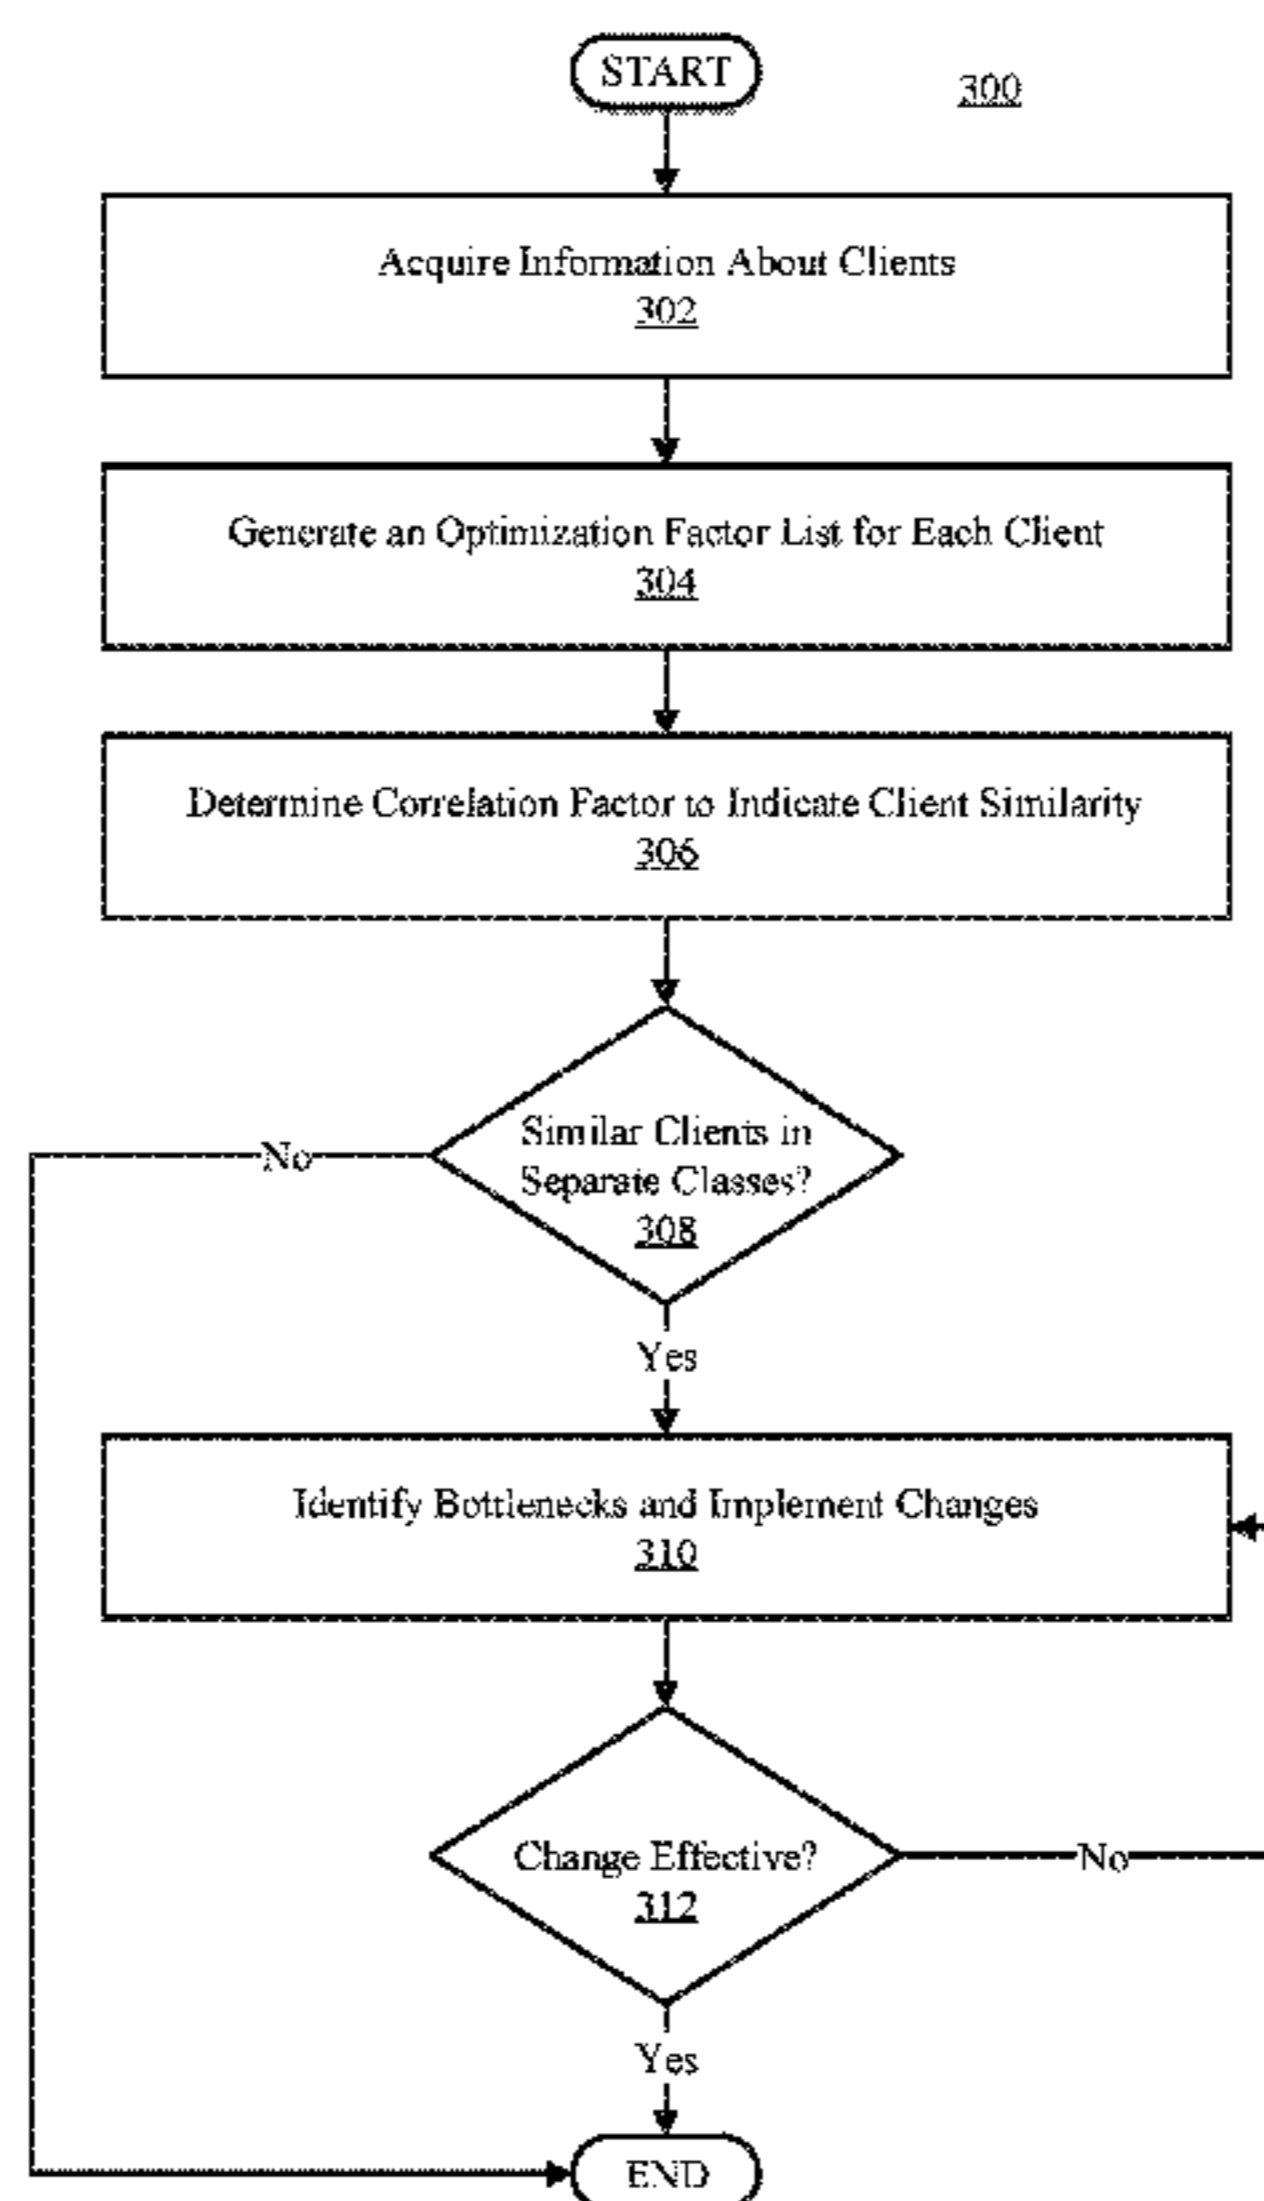 START
300
Acquire Information About Clients
302
Generate an Optimization Factor List for Each Client
304
Determine Correlation Factor to Indicate Client Similarity
306
Similar Clients in
Separate Classes?
308
No
Yes
Identify Bottlenecks and Implement Changes
310
Change Effective?
312
No
Yes
END